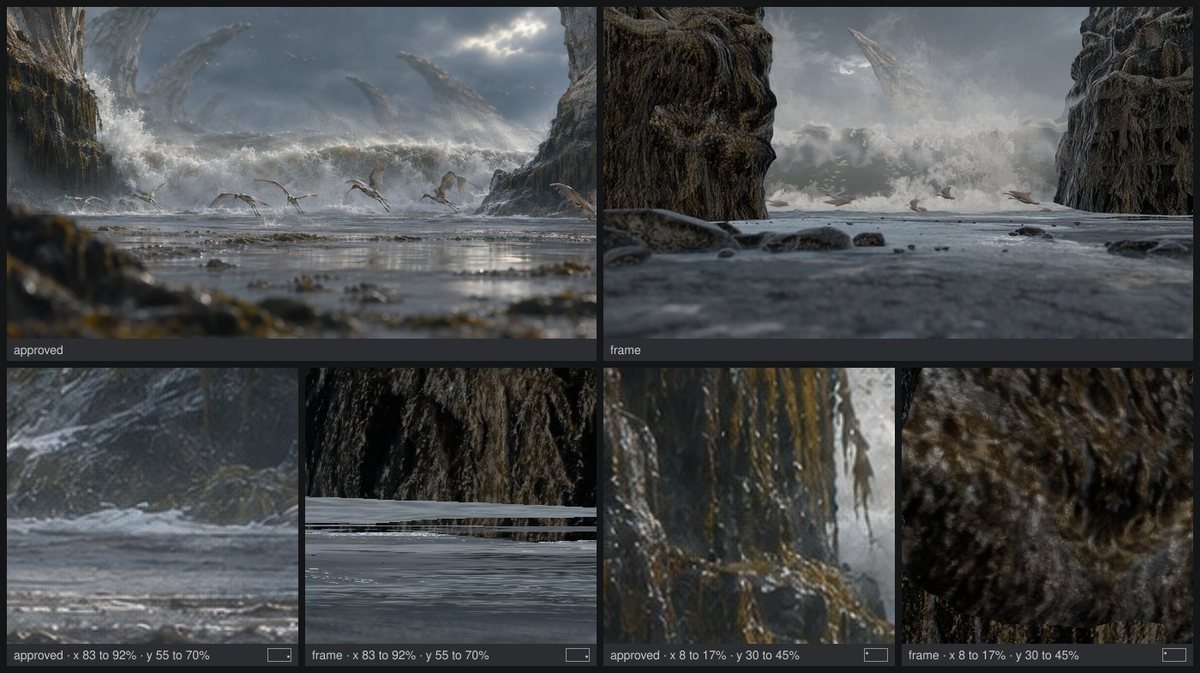 approved
frame
approved · x 83 to 92% · y 55 to 70%
frame · x 83 to 92% · y 55 to 70%
approved · x 8 to 17% · y 30 to 45%
frame · x 8 to 17% · y 30 to 45%